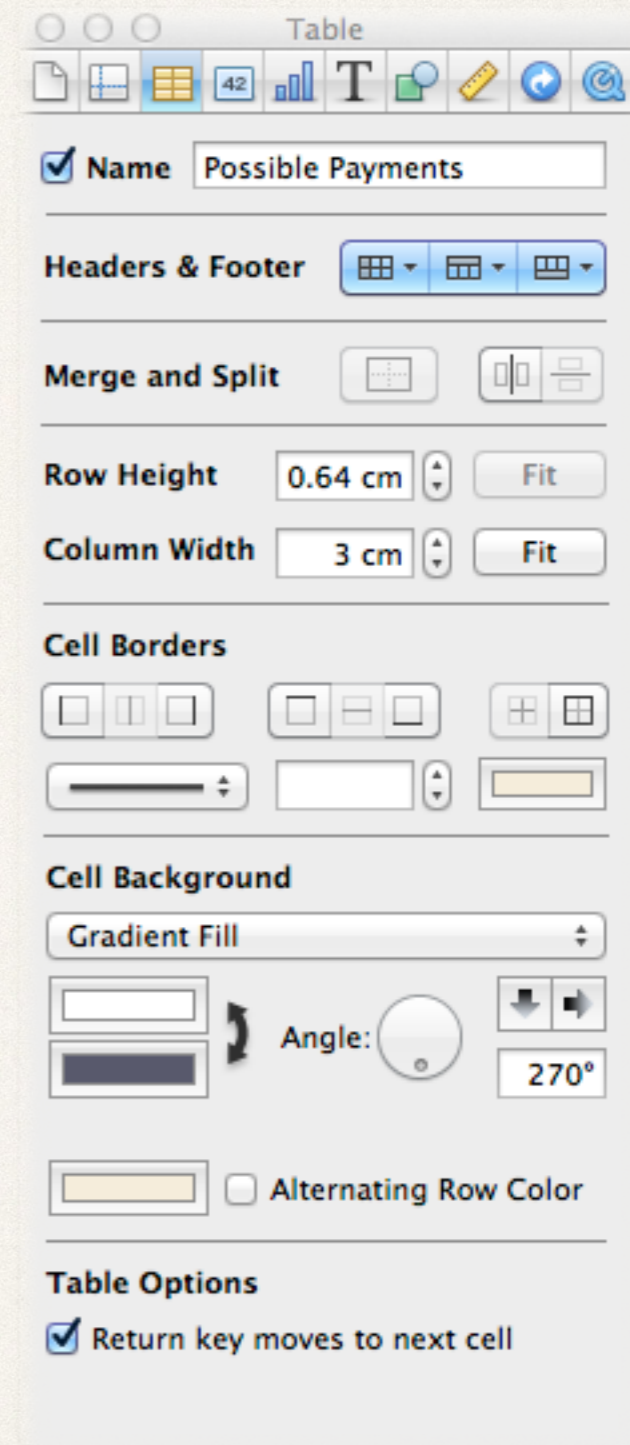 Table
42 T
Name Possible Payments
Headers & Footer
Merge and Split
Row Height 0.64 cm Fit
Column Width 3 cm Fit
Cell Borders
Cell Background
Gradient Fill
Angle:
270°
Alternating Row Color
Table Options
Return key moves to next cell